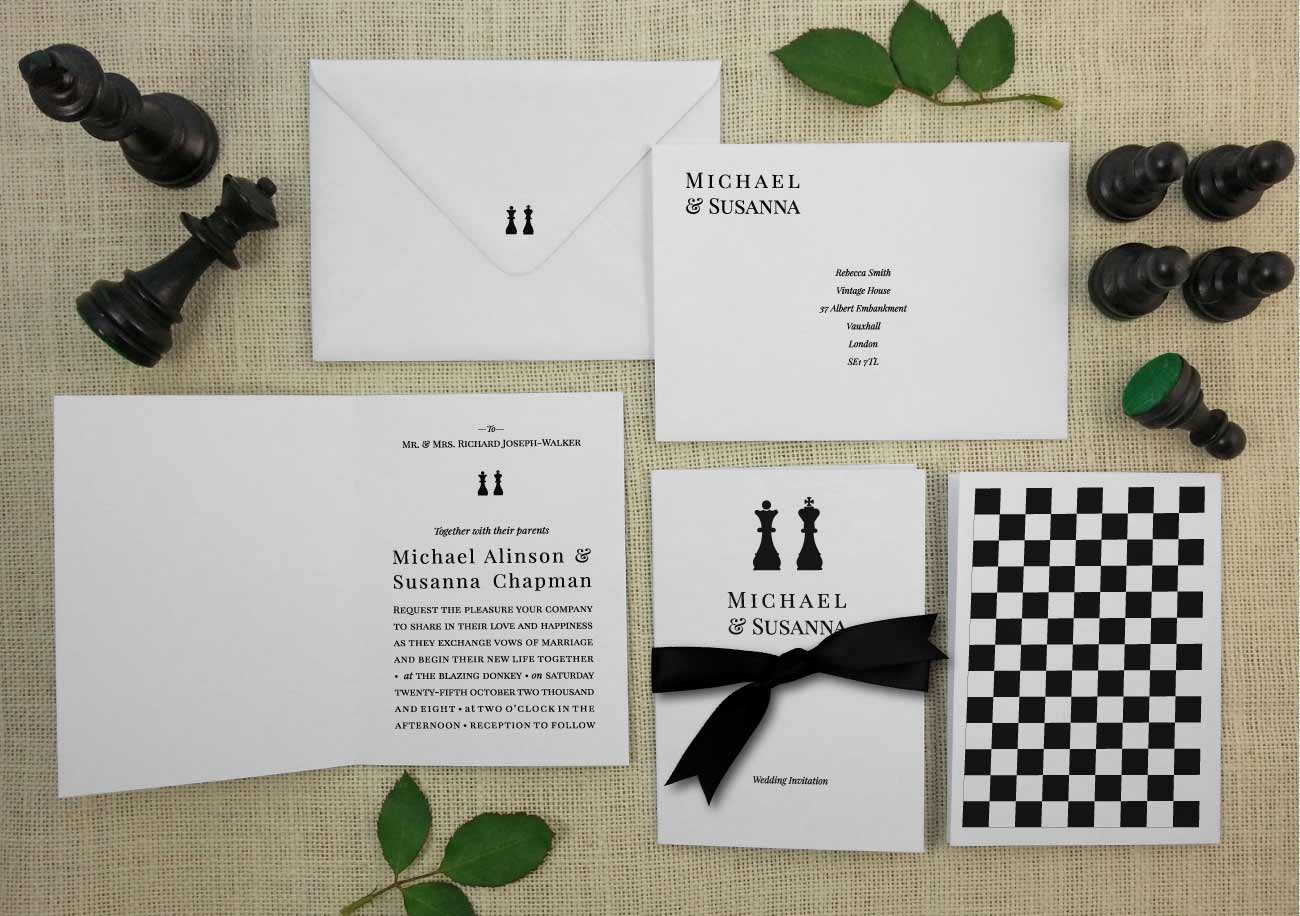 MICHAEL
& SUSANNA
Rebecca Smith
Vintage House
37 Albert Embankment
Vauxhall
London
SE1 7TL
—To—
MR. & MRS. RICHARD JOSEPH-WALKER
Together with their parents
Michael Alinson &
Susanna Chapman
REQUEST THE PLEASURE YOUR COMPANY
TO SHARE IN THEIR LOVE AND HAPPINESS
AS THEY EXCHANGE VOWS OF MARRIAGE
AND BEGIN THEIR NEW LIFE TOGETHER
• at THE BLAZING DONKEY • on SATURDAY
TWENTY-FIFTH OCTOBER TWO THOUSAND
AND EIGHT • at TWO O'CLOCK IN THE
AFTERNOON • RECEPTION TO FOLLOW
MICHAEL
& SUSANNA
Wedding Invitation